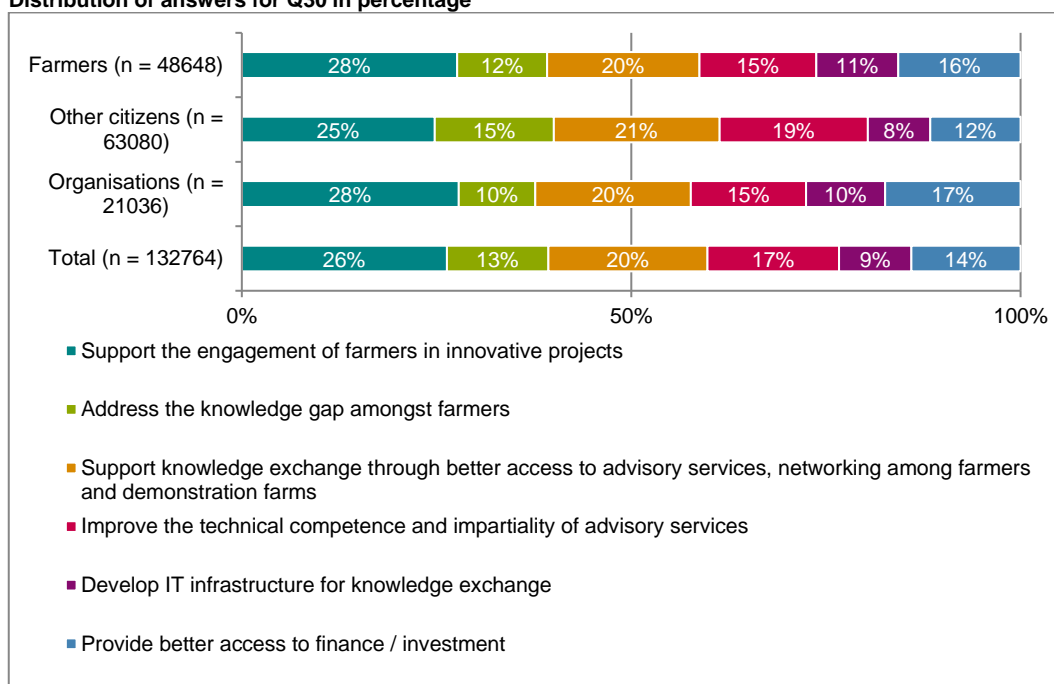 Distribution of answers for Q30 in percentage
Farmers (n = 48648)
28% 12% 20% 15% 11% 16%
Other citizens (n =
63080)
25% 15% 21% 19% 8% 12%
Organisations (n =
21036)
28% 10% 20% 15% 10% 17%
Total (n = 132764)
26% 13% 20% 17% 9% 14%
0% 50% 100%
Support the engagement of farmers in innovative projects
Address the knowledge gap amongst farmers
Support knowledge exchange through better access to advisory services, networking among farmers
and demonstration farms
Improve the technical competence and impartiality of advisory services
Develop IT infrastructure for knowledge exchange
Provide better access to finance / investment